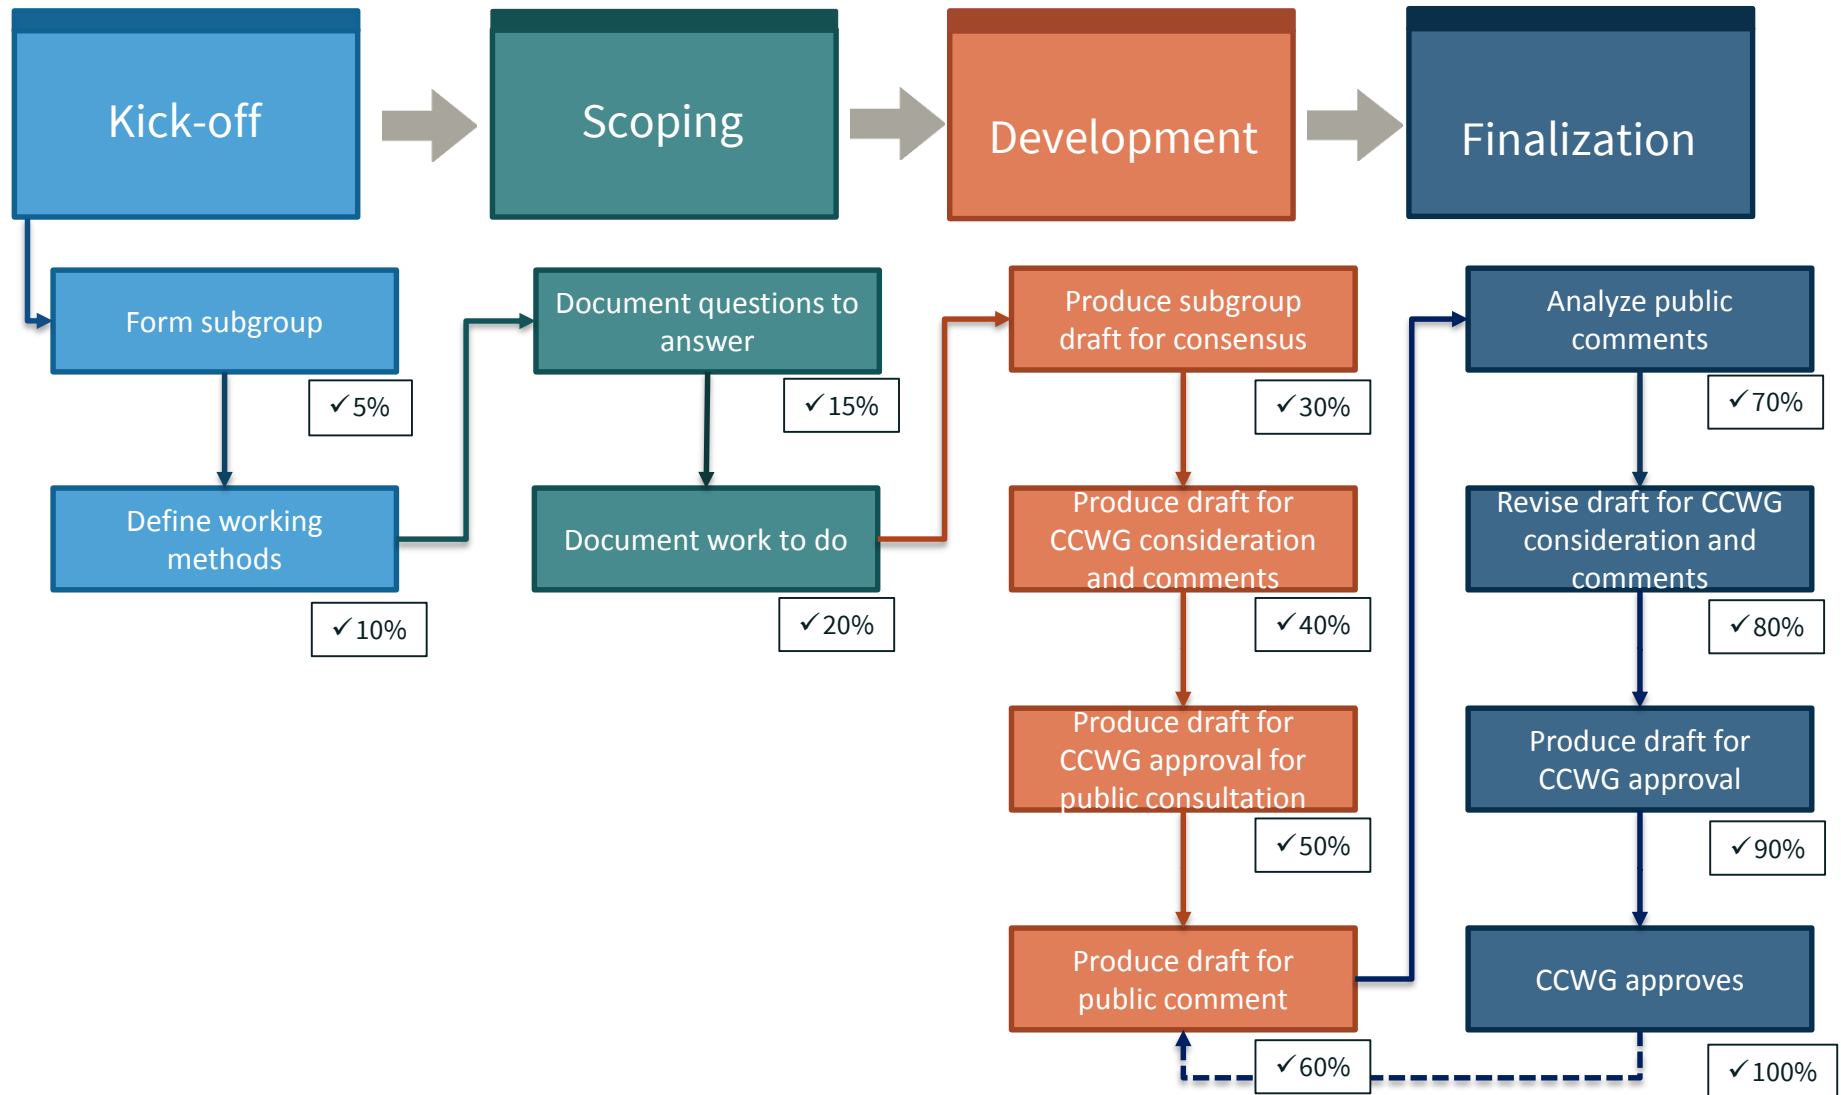 Kick-off
Scoping
Development
Finalization
Form subgroup
✓5%
Define working
methods
✓10%
Document questions to
answer
✓15%
Document work to do
✓20%
Produce subgroup
draft for consensus
✓30%
Produce draft for
CCWG consideration
and comments
✓40%
Produce draft for
CCWG approval for
public consultation
✓50%
Produce draft for
public comment
✓60%
Analyze public
comments
✓70%
Revise draft for CCWG
consideration and
comments
✓80%
Produce draft for
CCWG approval
✓90%
CCWG approves
✓100%